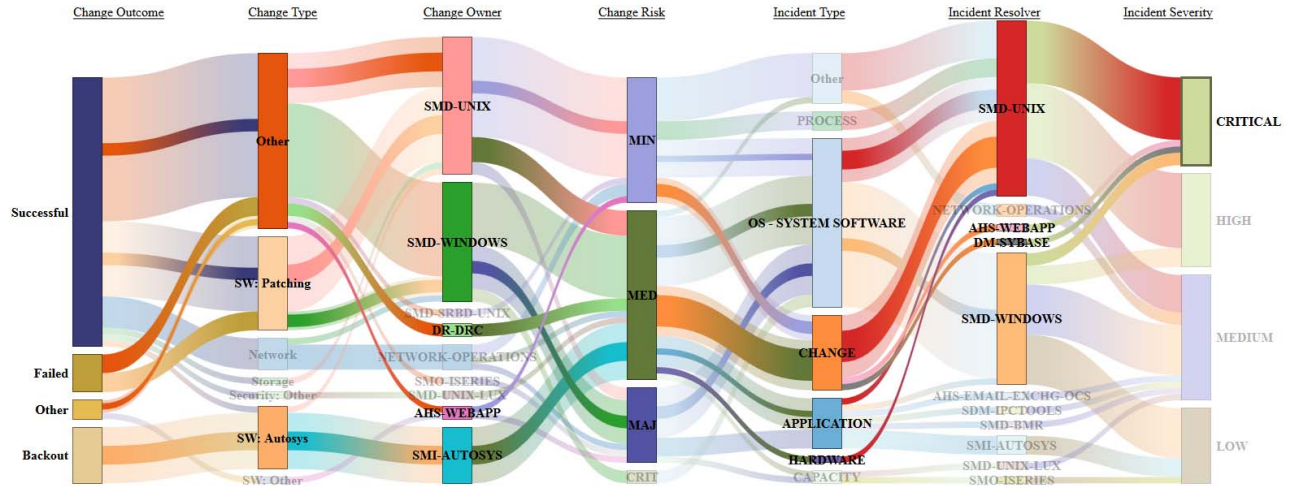 Change Outcome
Change Type
Change Owner
Change Risk
Incident Type
Incident Resolver
Incident Severity
Successful
Failed
Other
Backout
Other
SW: Patching
Network
Storage
Security: Other
SW: Autosys
SW: Other
SMD-UNIX
SMD-WINDOWS
SMD-SRBD-UNIX
DR-DRC
NETWORK-OPERATIONS
SMO-ISERIES
SMD-UNIX-LUX
AHS-WEBAPP
SMI-AUTOSYS
MIN
MED
MAJ
CRIT
Other
PROCESS
OS - SYSTEM SOFTWARE
CHANGE
APPLICATION
HARDWARE
CAPACITY
SMD-UNIX
NETWORK-OPERATIONS
AHS-WEBAPP
DM-SYBASE
SMD-WINDOWS
AHS-EMAIL-EXCHG-OCS
SDM-IPCTOOLS
SMD-BMR
SMI-AUTOSYS
SMD-UNIX-LUX
SMO-ISERIES
CRITICAL
HIGH
MEDIUM
LOW